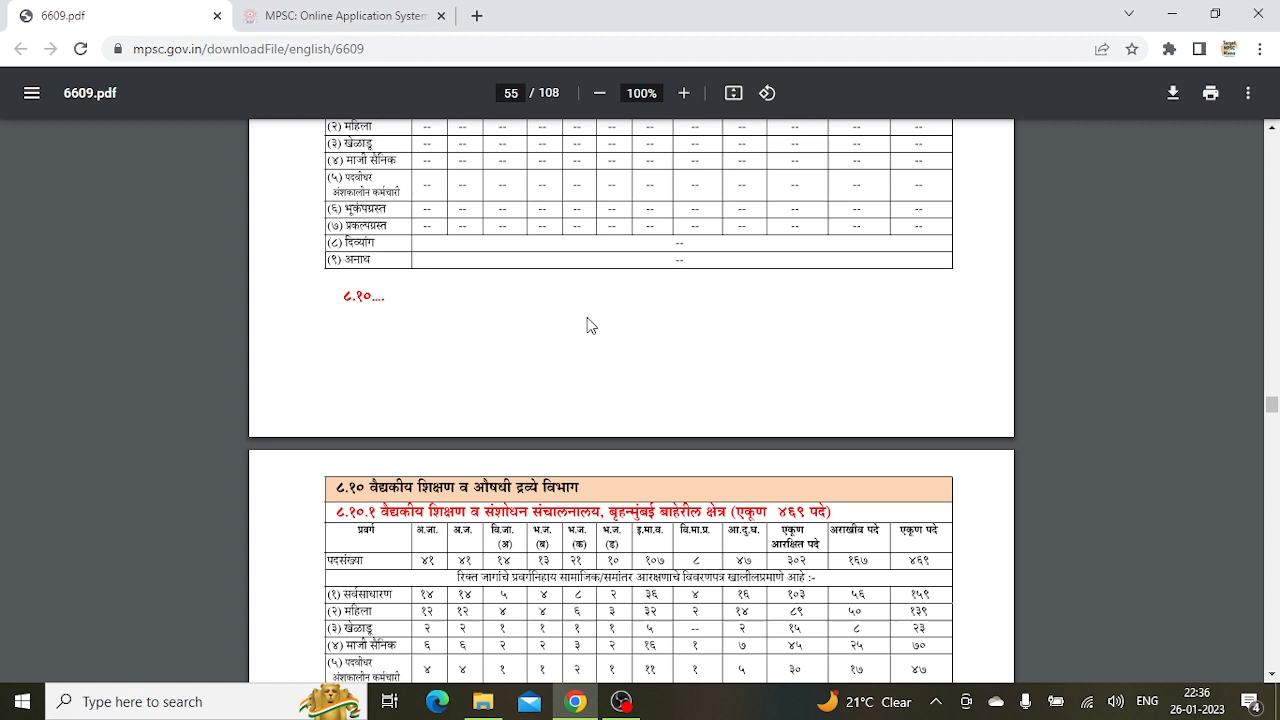 6609.pdf
MPSC: Online Application System
mpsc.gov.in/downloadFile/english/6609
6609.pdf
55 / 108
100%
(२) महिला -- -- -- -- -- -- -- -- -- -- -- --
(३) खेळाडू -- -- -- -- -- -- -- -- -- -- -- --
(४) माजी सैनिक -- -- -- -- -- -- -- -- -- -- -- --
(५) पदवीधर
अंशकालीन कर्मचारी -- -- -- -- -- -- -- -- -- -- -- --
(६) भूकंपग्रस्त -- -- -- -- -- -- -- -- -- -- -- --
(७) प्रकल्पग्रस्त -- -- -- -- -- -- -- -- -- -- -- --
(८) दिव्यांग --
(९) अनाथ --
८.१०....
८.१० वैद्यकीय शिक्षण व औषधी द्रव्ये विभाग
८.१०.१ वैद्यकीय शिक्षण व संशोधन संचालनालय, बृहन्मुंबई बाहेरील क्षेत्र (एकूण ४६९ पदे)
प्रवर्ग अ.जा. अ.ज. वि.जा. भ.ज. भ.ज. भ.ज. इ.मा.व. वि.मा.प्र. आ.दु.घ. एकूण अराखीव पदे एकूण पदे
(अ) (ब) (क) (ड) आरक्षित पदे
पदसंख्या ४१ ४१ १४ १३ २१ १० १०७ ८ ४७ ३०२ १६७ ४६९
रिक्त जागांचे प्रवर्गनिहाय सामाजिक/समांतर आरक्षणाचे विवरणपत्र खालीलप्रमाणे आहे :-
(१) सर्वसाधारण १४ १४ ५ ४ ८ २ ३६ ४ १६ १०३ ५६ १५९
(२) महिला १२ १२ ४ ४ ६ ३ ३२ २ १४ ८९ ५० १३९
(३) खेळाडू २ २ १ १ १ १ ५ -- २ १५ ८ २३
(४) माजी सैनिक ६ ६ २ २ ३ २ १६ १ ७ ४५ २५ ७०
(५) पदवीधर
अंशकालीन कर्मचारी ४ ४ १ १ २ १ ११ १ ५ ३० १७ ४७
Type here to search
21°C Clear
ENG
22:36
26-01-2023
4